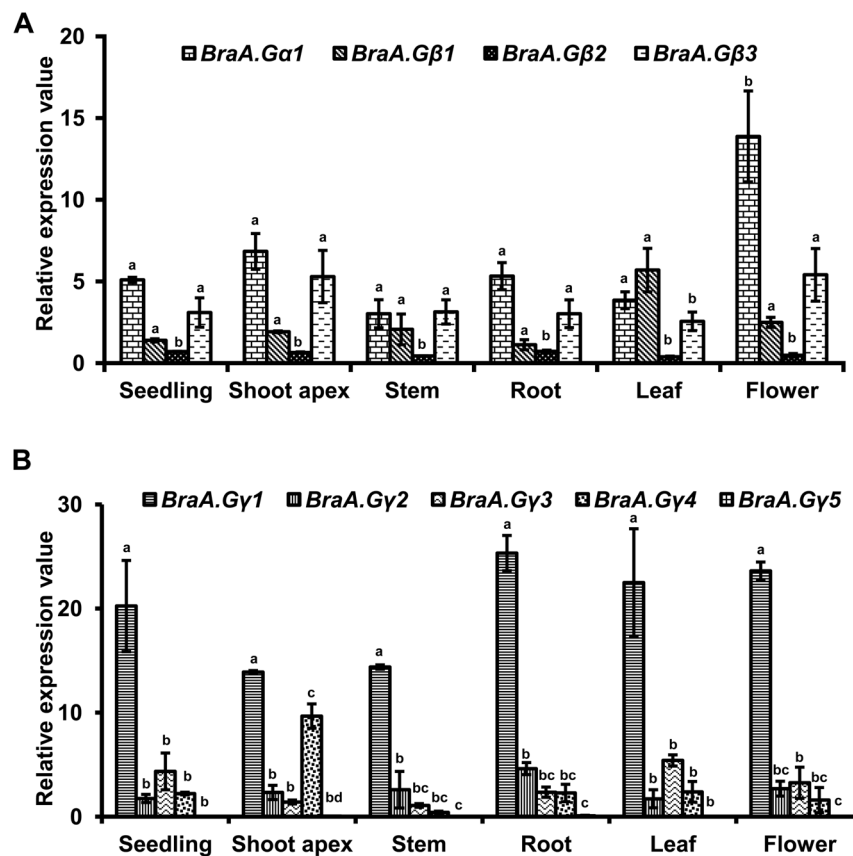 A
20
BraA.Gα1 BraA.Gβ1 BraA.Gβ2 BraA.Gβ3
b
15
Relative expression value
10
a a
a a a a a
5
a a a a a b
a a b b b a b a b b
0
Seedling Shoot apex Stem Root Leaf Flower
B
30
BraA.Gγ1 BraA.Gγ2 BraA.Gγ3 BraA.Gγ4 BraA.Gγ5
a a a a
20
Relative expression value
a a
c
10
b b b b b b
b b b b bd bc bc c bc bc c b b b bc bc c
0
Seedling Shoot apex Stem Root Leaf Flower